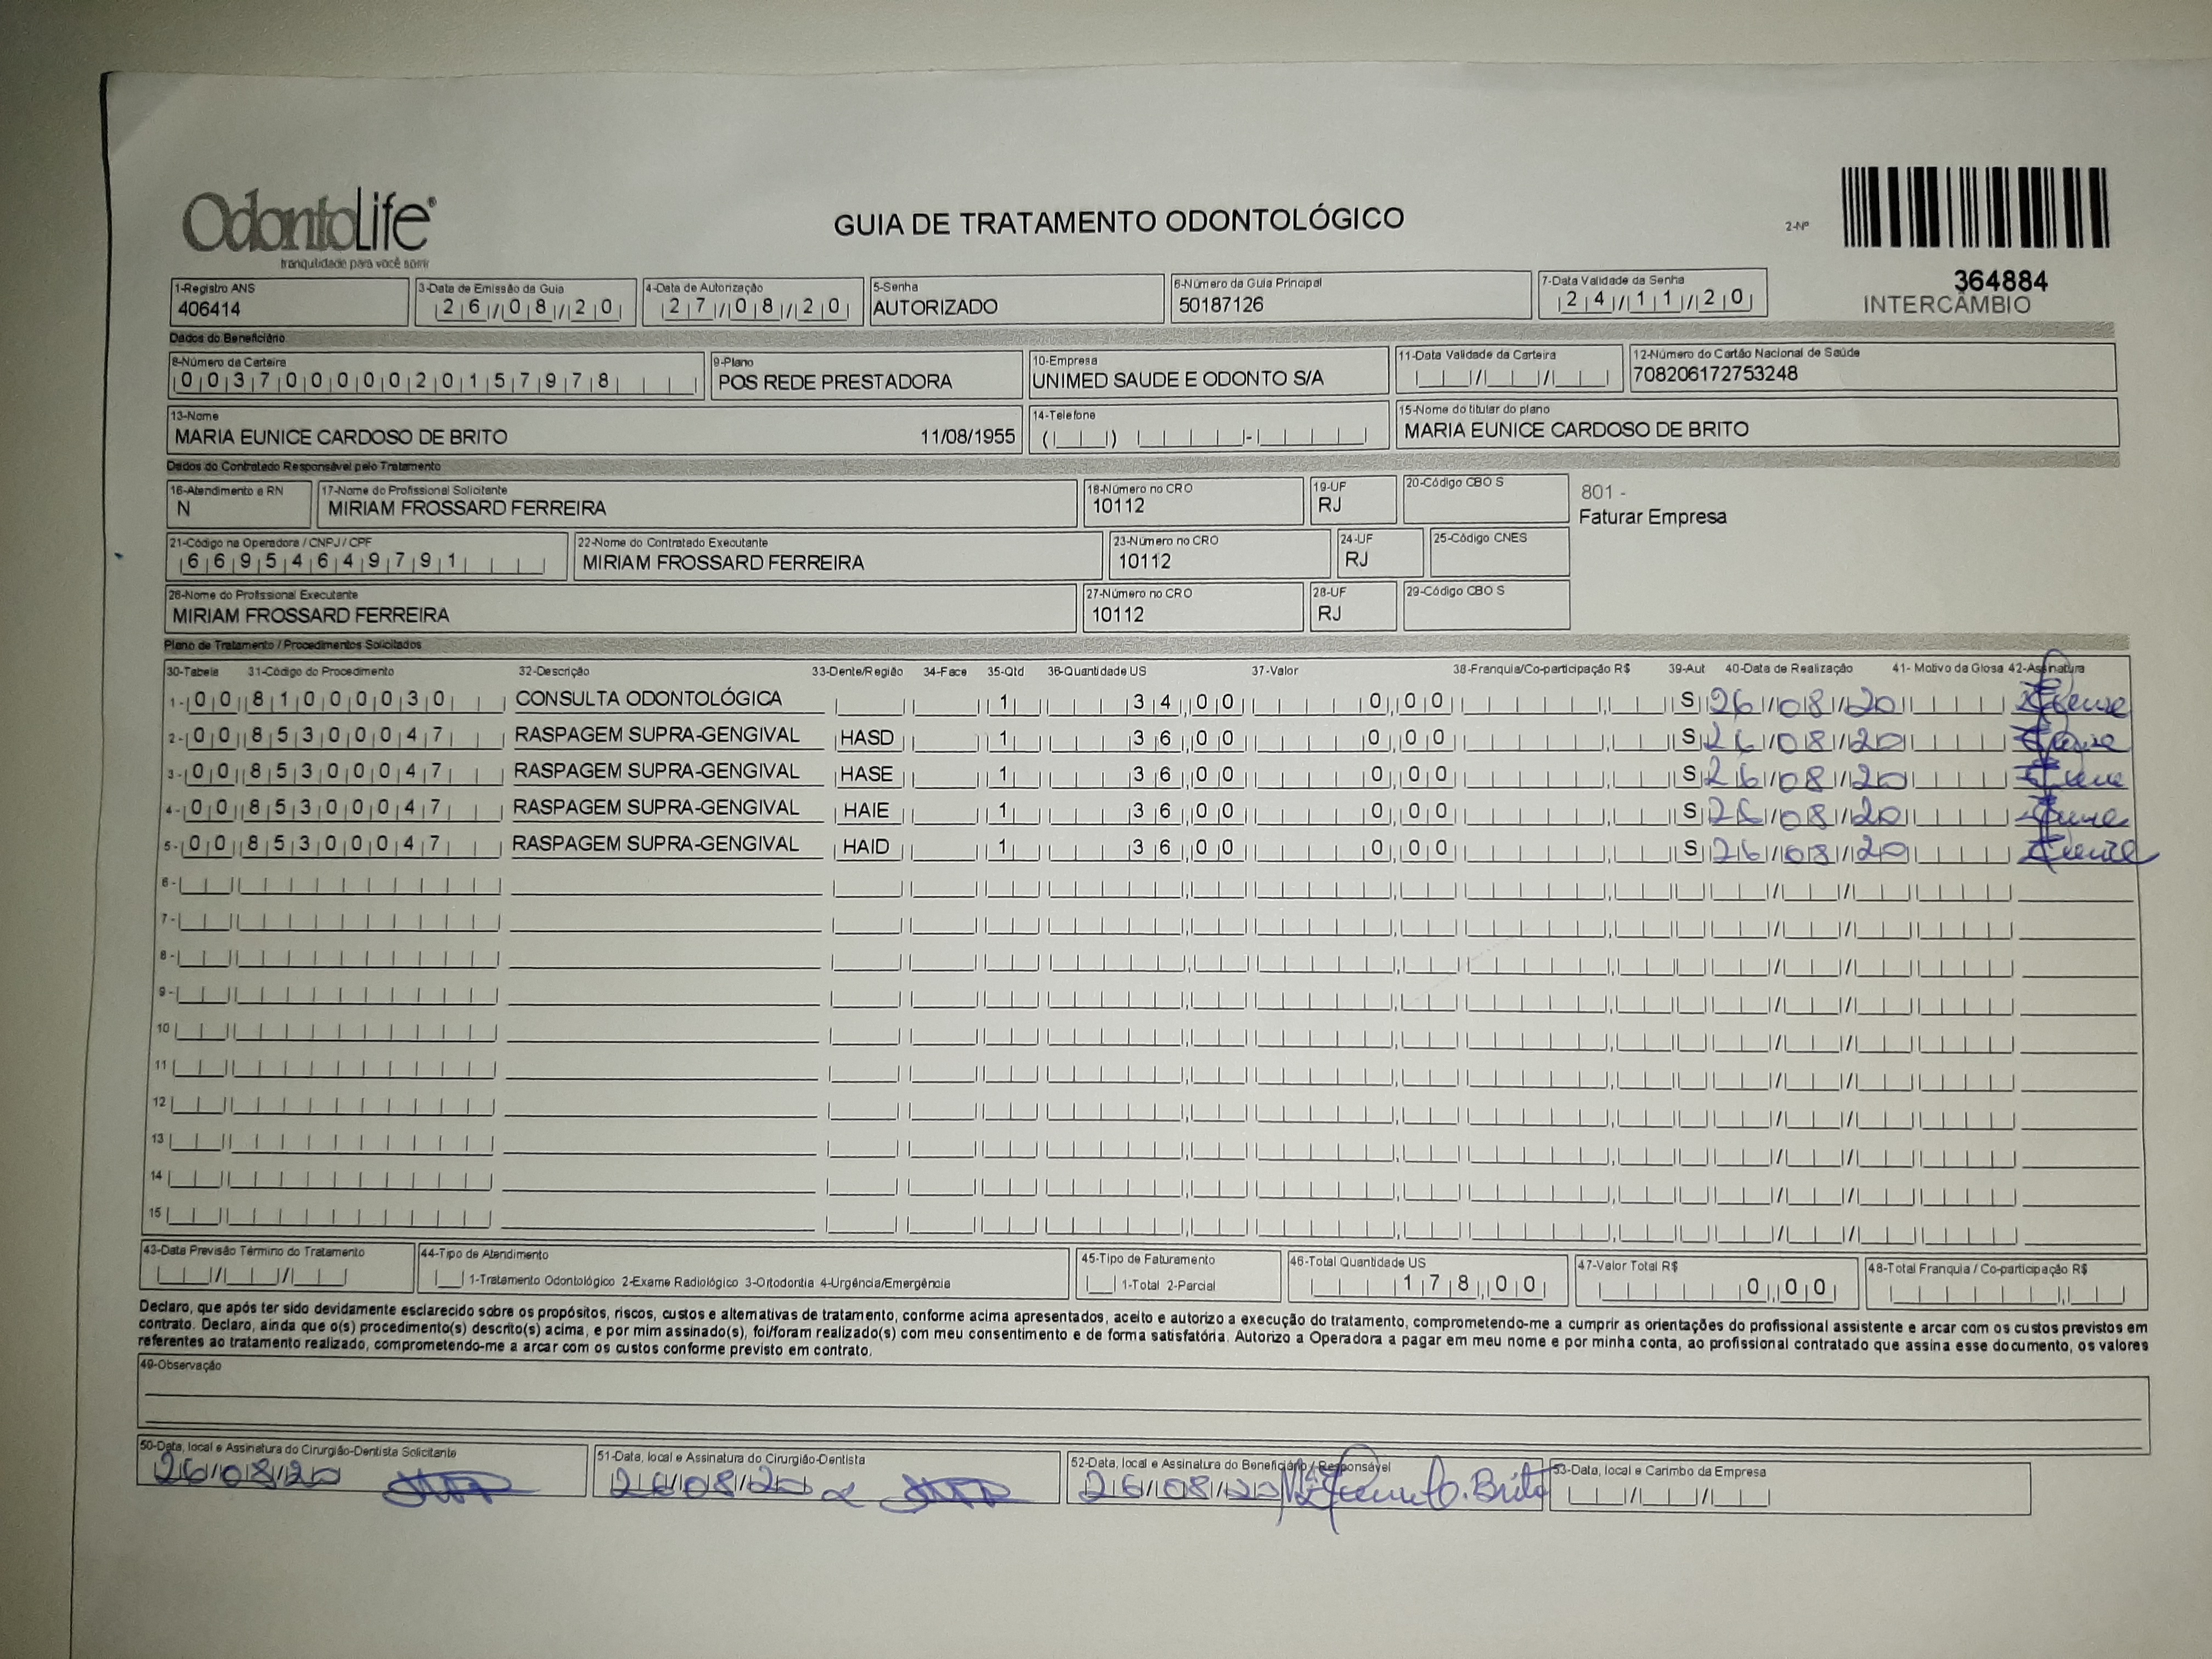 OdontoLife®
tranquilidade para você sorrir
GUIA DE TRATAMENTO ODONTOLÓGICO
2-Nº
364884
INTERCÂMBIO
1-Registro ANS
406414
3-Data de Emissão da Guia
26/08/20
4-Data de Autorização
27/08/20
5-Senha
AUTORIZADO
6-Número da Guia Principal
50187126
7-Data Validade da Senha
24/11/20
Dados do Beneficiário
8-Número da Carteira
00370000020157978
9-Plano
POS REDE PRESTADORA
10-Empresa
UNIMED SAUDE E ODONTO S/A
11-Data Validade da Carteira
12-Número do Cartão Nacional de Saúde
708206172753248
13-Nome
MARIA EUNICE CARDOSO DE BRITO 11/08/1955
14-Telefone
15-Nome do titular do plano
MARIA EUNICE CARDOSO DE BRITO
Dados do Contratado Responsável pelo Tratamento
16-Atendimento a RN
N
17-Nome do Profissional Solicitante
MIRIAM FROSSARD FERREIRA
18-Número no CRO
10112
19-UF
RJ
20-Código CBO S
801 -
Faturar Empresa
21-Código na Operadora / CNPJ / CPF
66954649791
22-Nome do Contratado Executante
MIRIAM FROSSARD FERREIRA
23-Número no CRO
10112
24-UF
RJ
25-Código CNES
26-Nome do Profissional Executante
MIRIAM FROSSARD FERREIRA
27-Número no CRO
10112
28-UF
RJ
29-Código CBO S
Plano de Tratamento / Procedimentos Solicitados
30-Tabela 31-Código do Procedimento 32-Descrição 33-Dente/Região 34-Face 35-Qtd 36-Quantidade US 37-Valor 38-Franquia/Co-participação R$ 39-Aut 40-Data de Realização 41- Motivo da Glosa 42-Assinatura
1- 00 81000030 CONSULTA ODONTOLÓGICA 1 34,00 0,00 S 26/08/20 Eunice
2- 00 85300047 RASPAGEM SUPRA-GENGIVAL HASD 1 36,00 0,00 S 26/08/20 Eunice
3- 00 85300047 RASPAGEM SUPRA-GENGIVAL HASE 1 36,00 0,00 S 26/08/20 Eunice
4- 00 85300047 RASPAGEM SUPRA-GENGIVAL HAIE 1 36,00 0,00 S 26/08/20 Eunice
5- 00 85300047 RASPAGEM SUPRA-GENGIVAL HAID 1 36,00 0,00 S 26/08/20 Eunice
6-
7-
8-
9-
10
11
12
13
14
15
43-Data Previsão Término do Tratamento
44-Tipo de Atendimento
1-Tratamento Odontológico 2-Exame Radiológico 3-Ortodontia 4-Urgência/Emergência
45-Tipo de Faturamento
1-Total 2-Parcial
46-Total Quantidade US
178,00
47-Valor Total R$
0,00
48-Total Franquia / Co-participação R$
Declaro, que após ter sido devidamente esclarecido sobre os propósitos, riscos, custos e alternativas de tratamento, conforme acima apresentados, aceito e autorizo a execução do tratamento, comprometendo-me a cumprir as orientações do profissional assistente e arcar com os custos previstos em
contrato. Declaro, ainda que o(s) procedimento(s) descrito(s) acima, e por mim assinado(s), foi/foram realizado(s) com meu consentimento e de forma satisfatória. Autorizo a Operadora a pagar em meu nome e por minha conta, ao profissional contratado que assina esse documento, os valores
referentes ao tratamento realizado, comprometendo-me a arcar com os custos conforme previsto em contrato.
49-Observação
50-Data, local e Assinatura do Cirurgião-Dentista Solicitante
26/08/20
51-Data, local e Assinatura do Cirurgião-Dentista
26/08/20
52-Data, local e Assinatura do Beneficiário / Responsável
26/08/20 Mª Eunice C. Brito
53-Data, local e Carimbo da Empresa